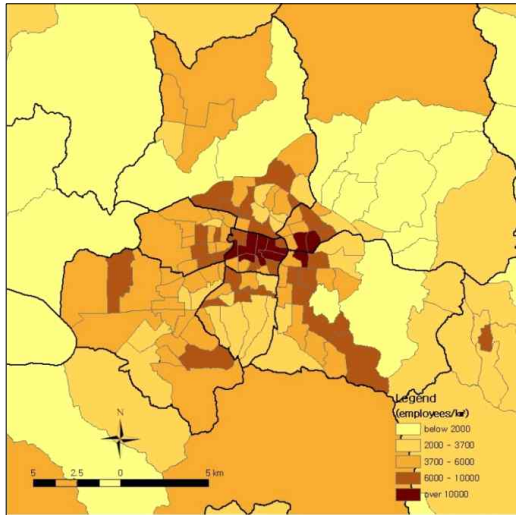 N
5 2.5 0 5 km
Legend
(employees/㎢)
below 2000
2000 - 3700
3700 - 6000
6000 - 10000
over 10000